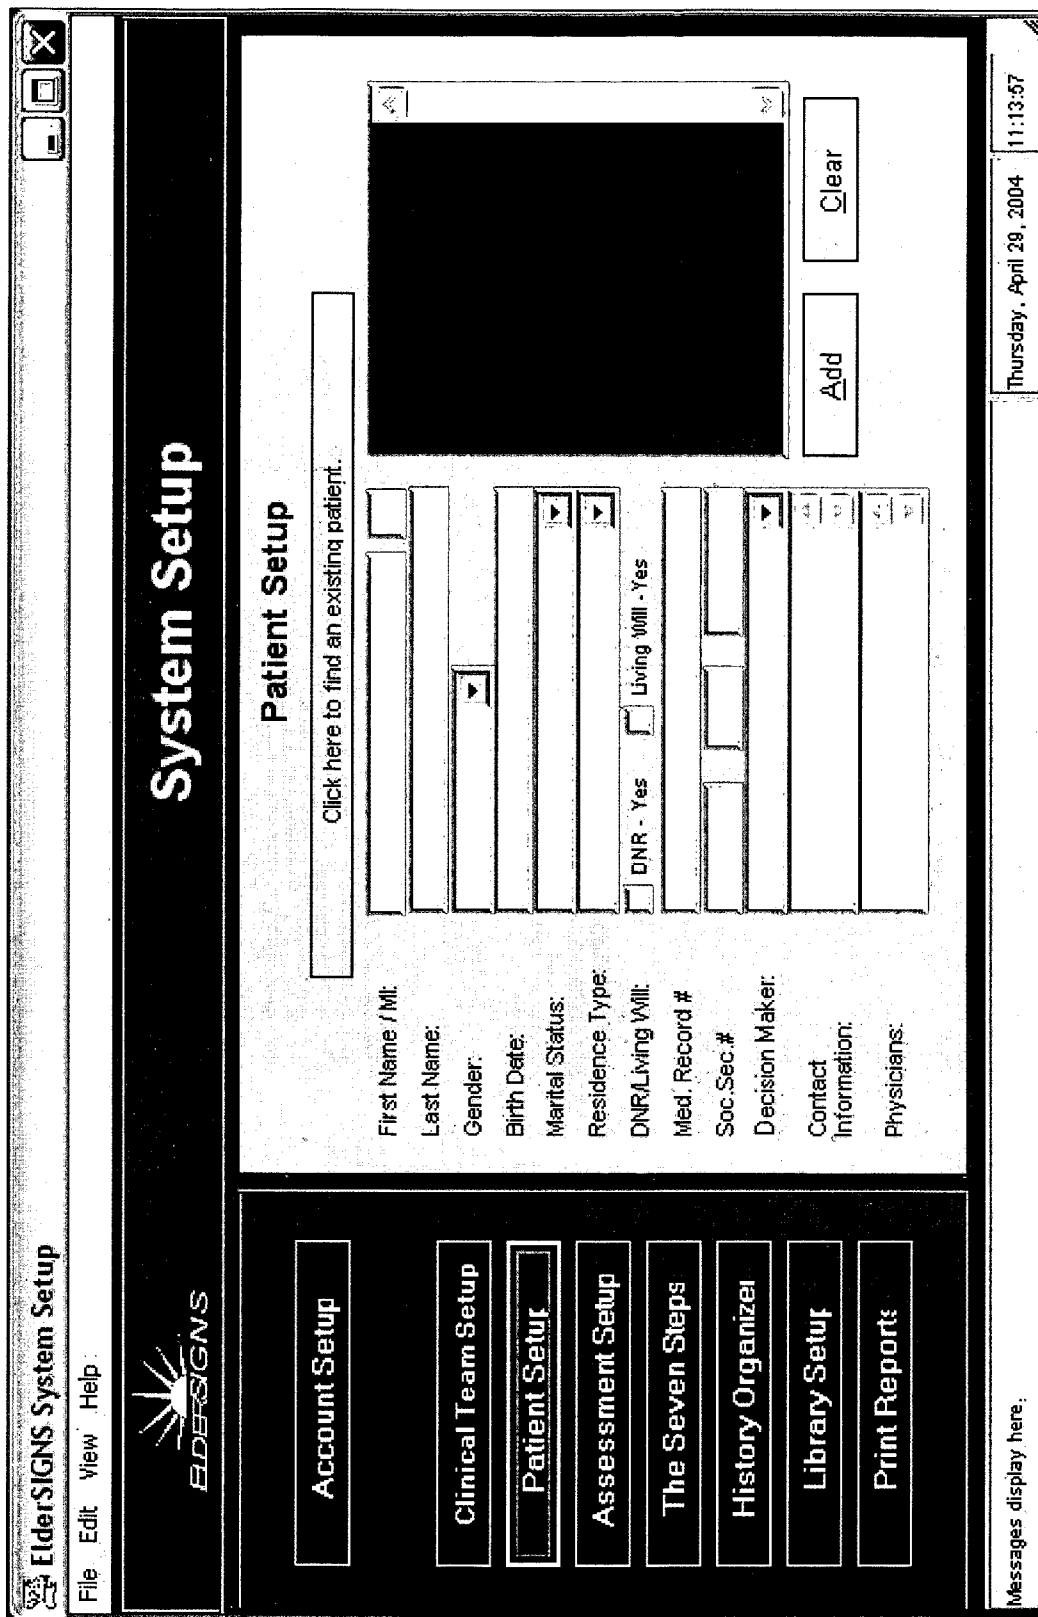 ElderSIGNS System Setup
File Edit View Help
ELDERSIGNS
System Setup
Account Setup
Clinical Team Setup
Patient Setup
Assessment Setup
The Seven Steps
History Organizer
Library Setup
Print Reports
Patient Setup
Click here to find an existing patient.
First Name / MI:
Last Name:
Gender:
Birth Date:
Marital Status:
Residence Type:
DNR/Living Will: DNR - Yes Living Will - Yes
Med. Record #
Soc.Sec.#
Decision Maker:
Contact
Information:
Physicians:
Add Clear
Messages display here. Thursday, April 29, 2004 11:13:57